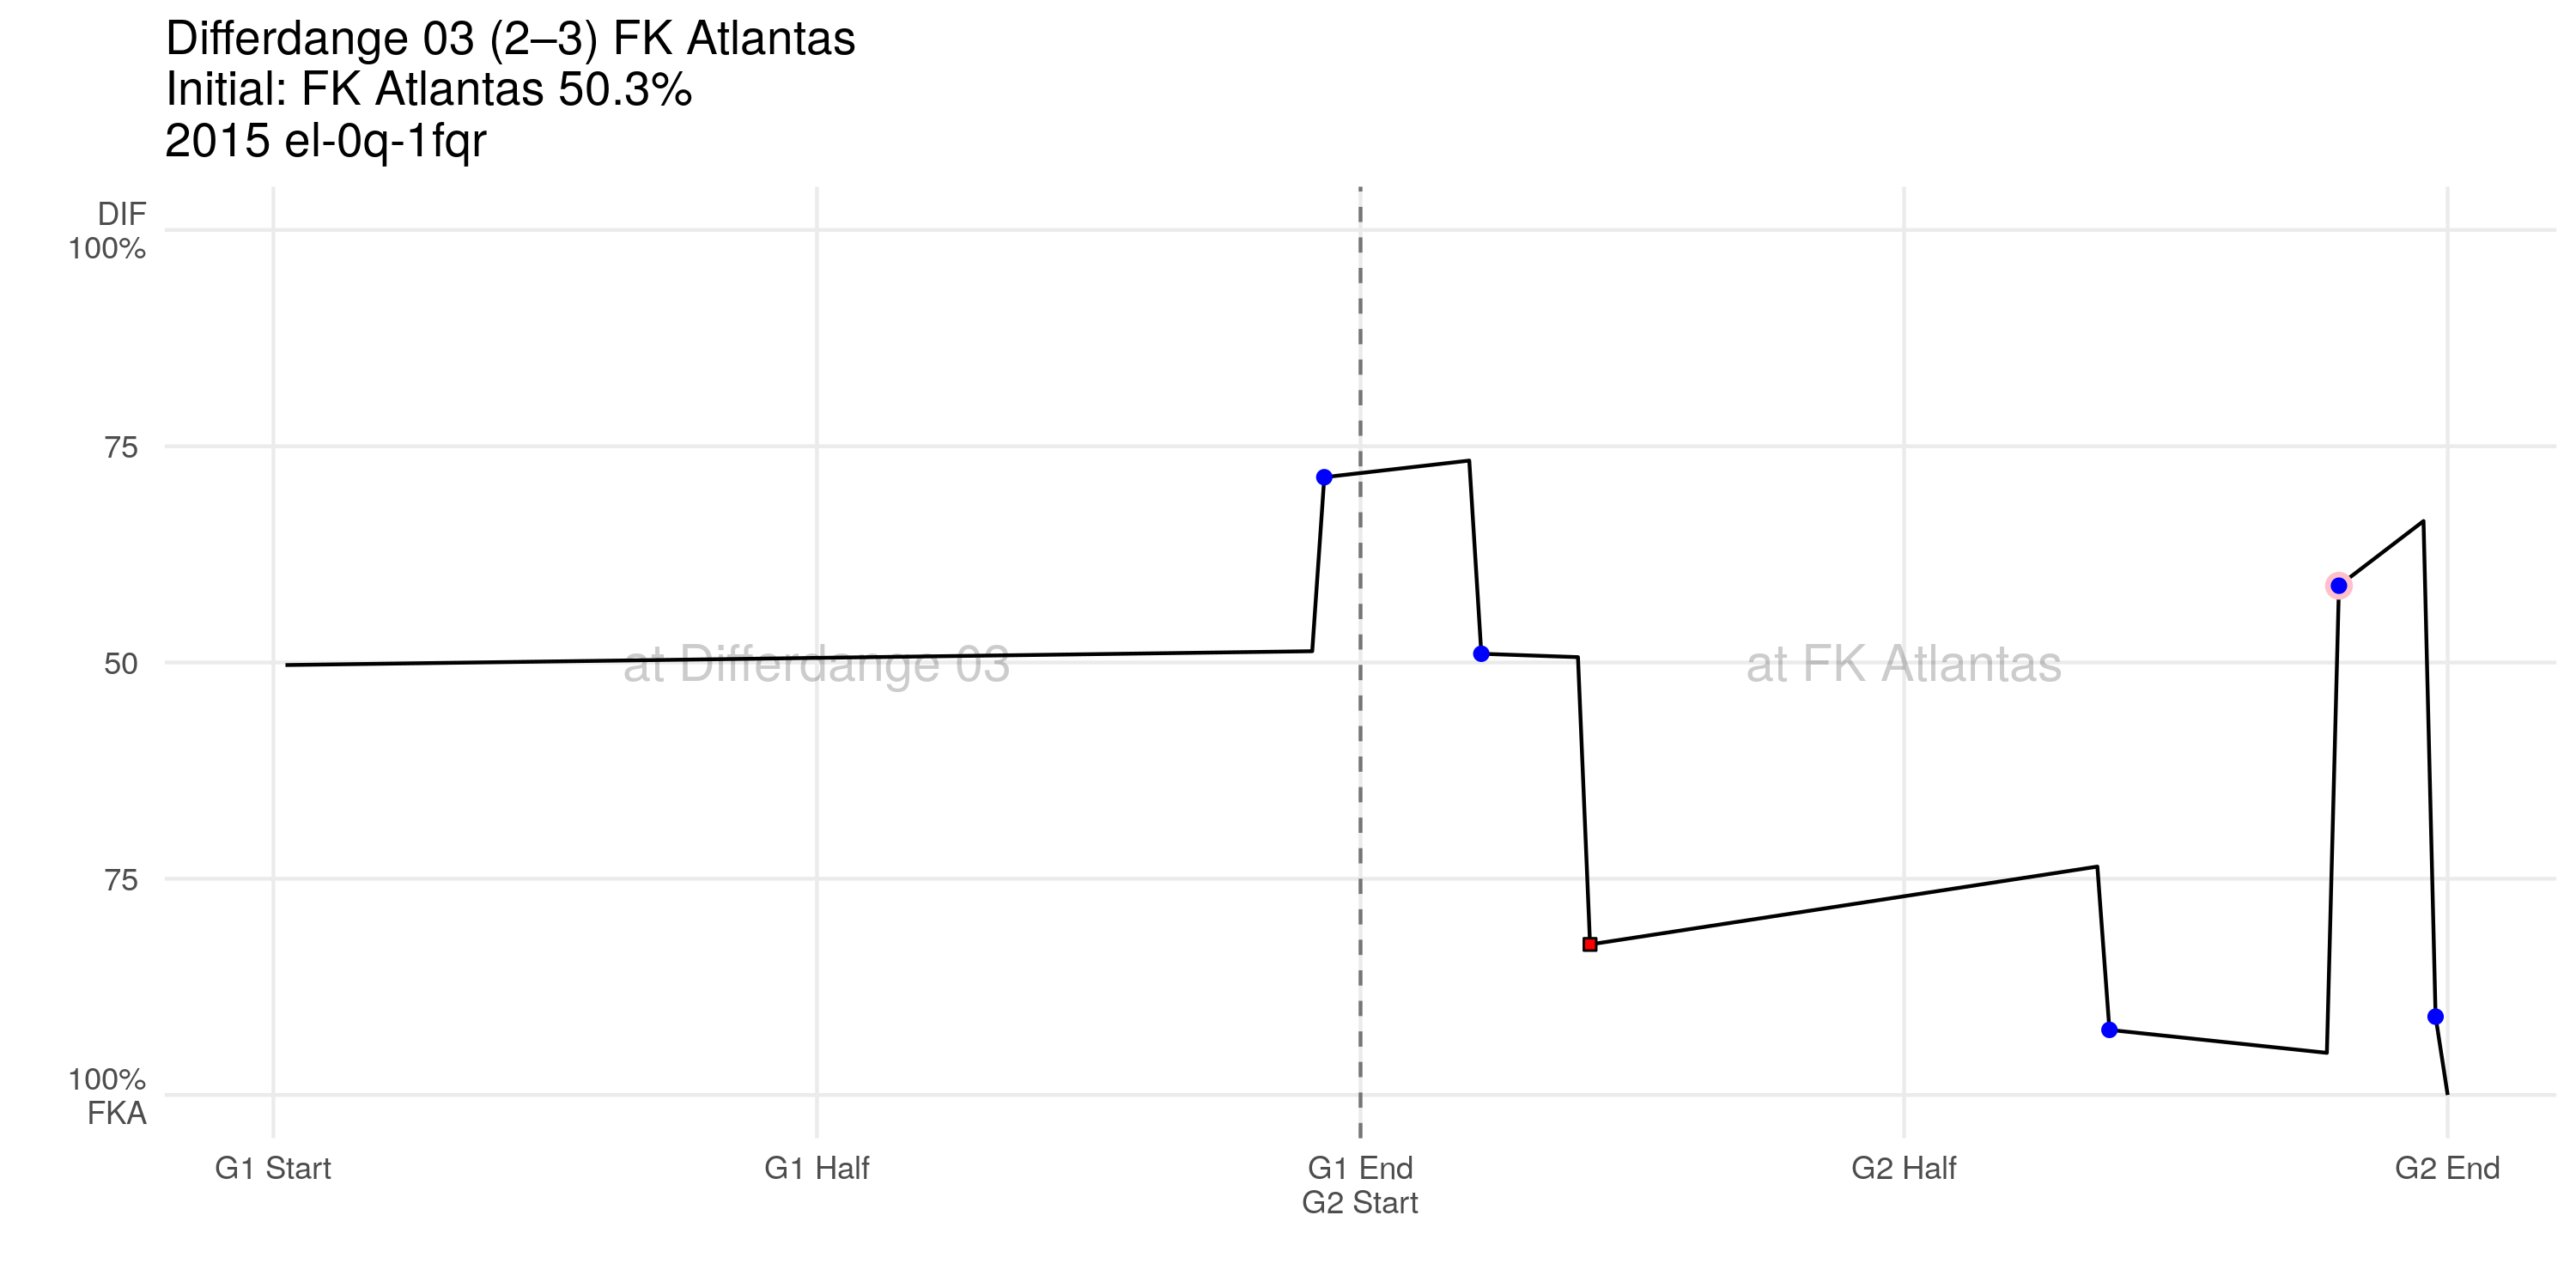 Differdange 03 (2–3) FK Atlantas
Initial: FK Atlantas 50.3%
2015 el-0q-1fqr
DIF
100%
75
50
75
100%
FKA
at Differdange 03
at FK Atlantas
G1 Start
G1 Half
G1 End
G2 Start
G2 Half
G2 End